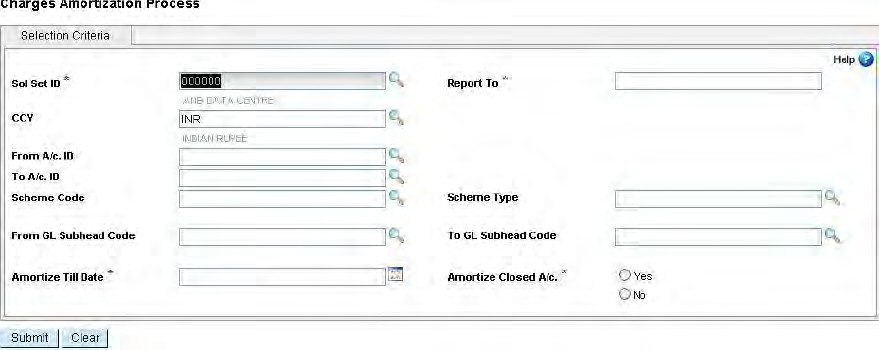 Charges Amortization Process
Selection Criteria
Help ?
Sol Set ID *
000000
Report To *
DATA CENTRE
CCY
INR
INDIAN RUPEE
From A/c. ID
To A/c. ID
Scheme Code
Scheme Type
From GL Subhead Code
To GL Subhead Code
Amortize Till Date *
Amortize Closed A/c. *
Yes
No
Submit
Clear